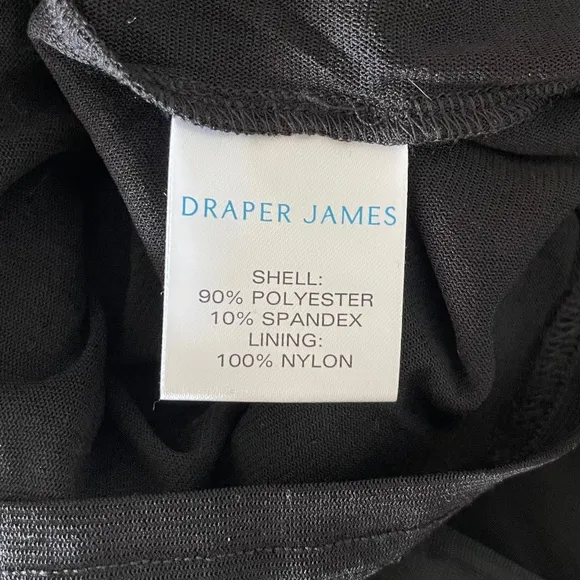 DRAPER JAMES
SHELL:
90% POLYESTER
10% SPANDEX
LINING:
100% NYLON